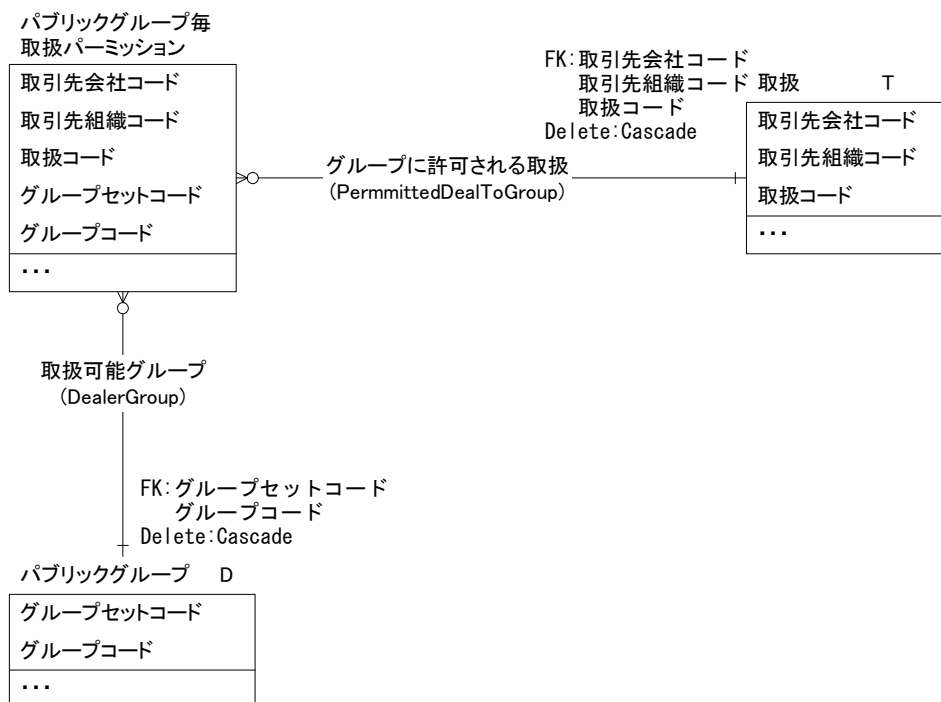 パブリックグループ毎
取扱パーミッション
取引先会社コード
取引先組織コード
取扱コード
グループセットコード
グループコード
・・・
グループに許可される取扱
(PermmittedDealToGroup)
FK:取引先会社コード
取引先組織コード
取扱コード
Delete:Cascade
取扱 T
取引先会社コード
取引先組織コード
取扱コード
・・・
取扱可能グループ
(DealerGroup)
FK:グループセットコード
グループコード
Delete:Cascade
パブリックグループ D
グループセットコード
グループコード
・・・